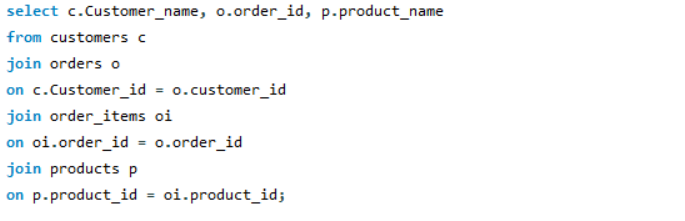 select c.Customer_name, o.order_id, p.product_name
from customers c
join orders o
on c.Customer_id = o.customer_id
join order_items oi
on oi.order_id = o.order_id
join products p
on p.product_id = oi.product_id;